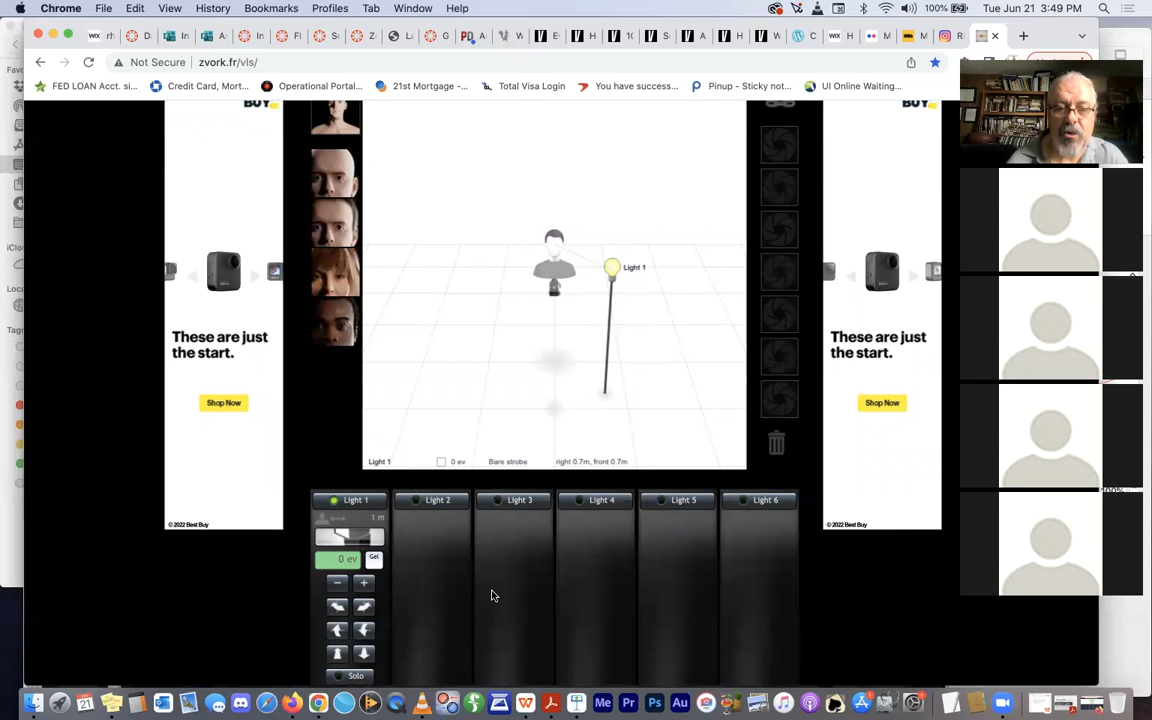 Chrome File Edit View History Bookmarks Profiles Tab Window Help 100% Tue Jun 21 3:49 PM
Not Secure zvork.fr/vls/
FED LOAN Acct. si... Credit Card, Mort... Operational Portal... 21st Mortgage -... Total Visa Login You have success... Pinup - Sticky not... UI Online Waiting...
BUY
BUY
Light 1
These are just
the start.
Shop Now
These are just
the start.
Shop Now
Light 1 0 ev Bare strobe right 0.7m, front 0.7m
Light 1 Light 2 Light 3 Light 4 Light 5 Light 6
1 m
0 ev Gel
Solo
© 2022 Best Buy
© 2022 Best Buy